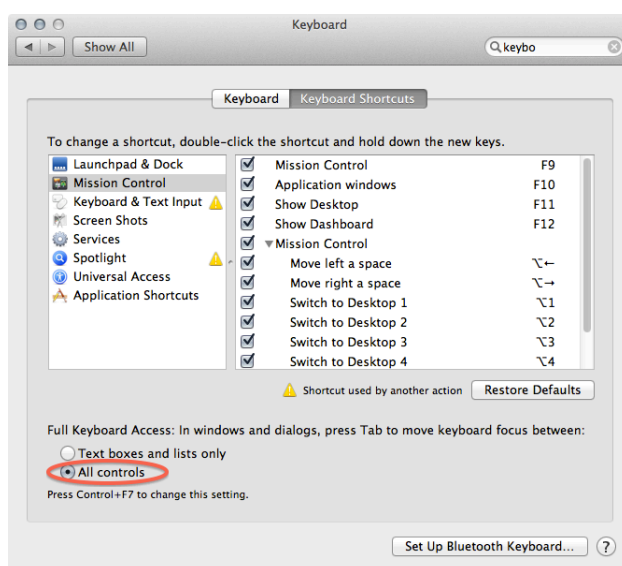 Keyboard
Show All
keybo
Keyboard
Keyboard Shortcuts
To change a shortcut, double-click the shortcut and hold down the new keys.
Launchpad & Dock
Mission Control
Keyboard & Text Input
Screen Shots
Services
Spotlight
Universal Access
Application Shortcuts
Mission Control F9
Application windows F10
Show Desktop F11
Show Dashboard F12
Mission Control
Move left a space ⌥←
Move right a space ⌥→
Switch to Desktop 1 ⌥1
Switch to Desktop 2 ⌥2
Switch to Desktop 3 ⌥3
Switch to Desktop 4 ⌥4
Shortcut used by another action
Restore Defaults
Full Keyboard Access: In windows and dialogs, press Tab to move keyboard focus between:
Text boxes and lists only
All controls
Press Control+F7 to change this setting.
Set Up Bluetooth Keyboard...
?